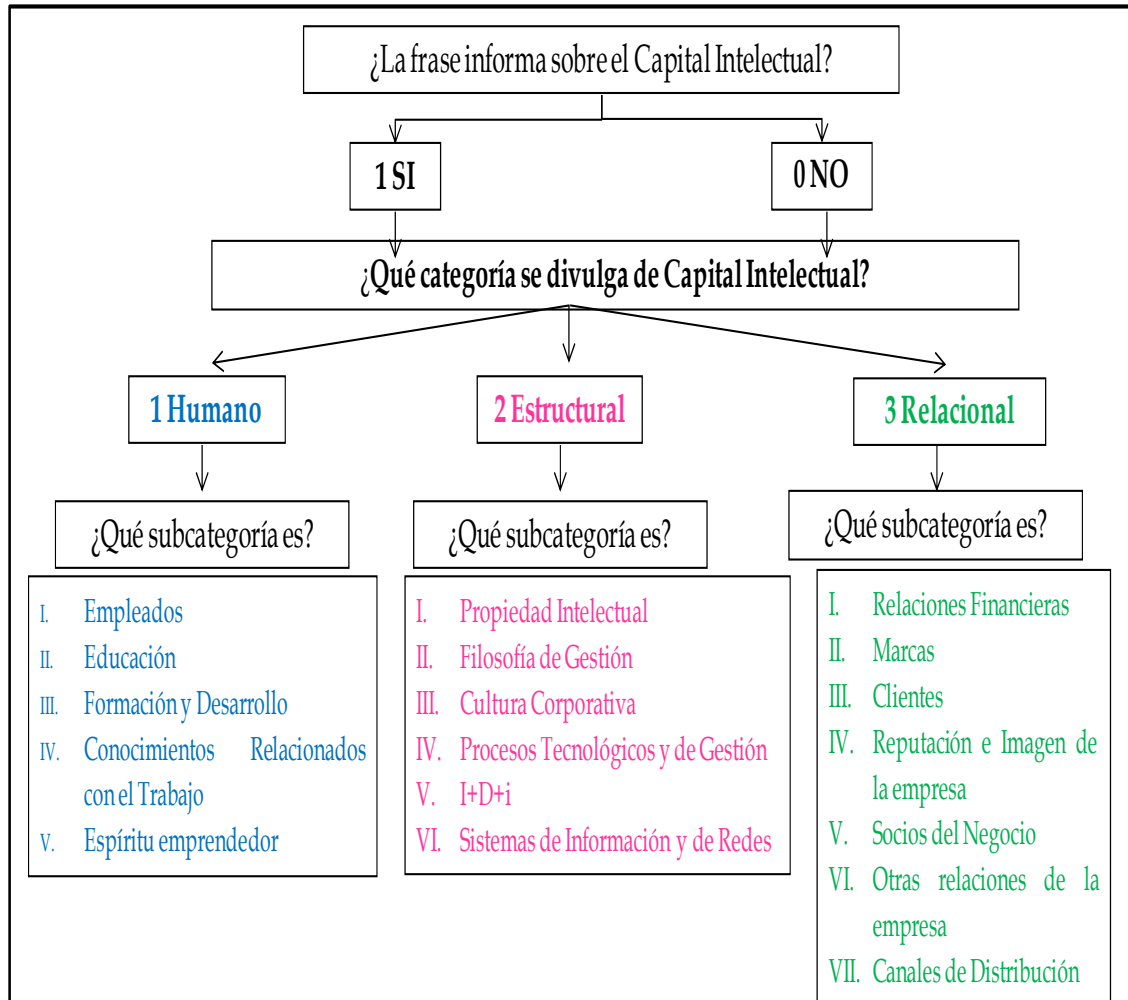 ¿La frase informa sobre el Capital Intelectual?
1 SI
0 NO
¿Qué categoría se divulga de Capital Intelectual?
1 Humano
2 Estructural
3 Relacional
¿Qué subcategoría es?
I. Empleados
II. Educación
III. Formación y Desarrollo
IV. Conocimientos Relacionados
con el Trabajo
V. Espíritu emprendedor
¿Qué subcategoría es?
I. Propiedad Intelectual
II. Filosofía de Gestión
III. Cultura Corporativa
IV. Procesos Tecnológicos y de Gestión
V. I+D+i
VI. Sistemas de Información y de Redes
¿Qué subcategoría es?
I. Relaciones Financieras
II. Marcas
III. Clientes
IV. Reputación e Imagen de
la empresa
V. Socios del Negocio
VI. Otras relaciones de la
empresa
VII. Canales de Distribución